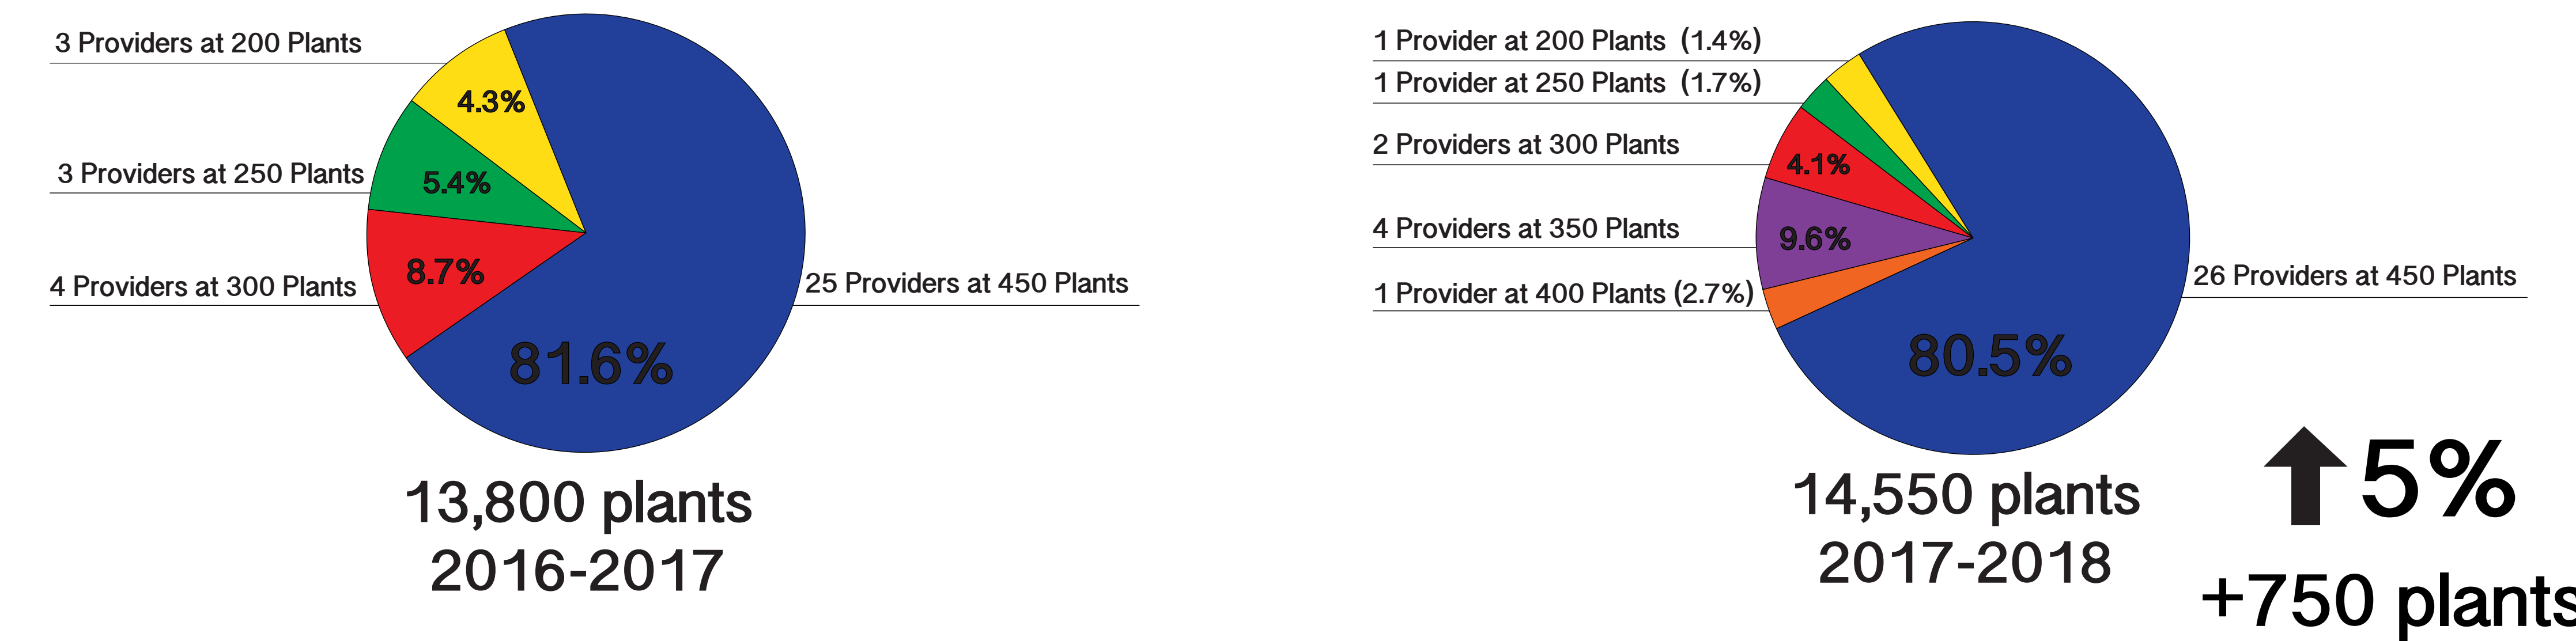 3 Providers at 200 Plants
4.3%
3 Providers at 250 Plants
5.4%
4 Providers at 300 Plants
8.7%
25 Providers at 450 Plants
81.6%
13,800 plants
2016-2017
1 Provider at 200 Plants (1.4%)
1 Provider at 250 Plants (1.7%)
2 Providers at 300 Plants
4.1%
4 Providers at 350 Plants
9.6%
1 Provider at 400 Plants (2.7%)
26 Providers at 450 Plants
80.5%
14,550 plants
2017-2018
5%
+750 plants